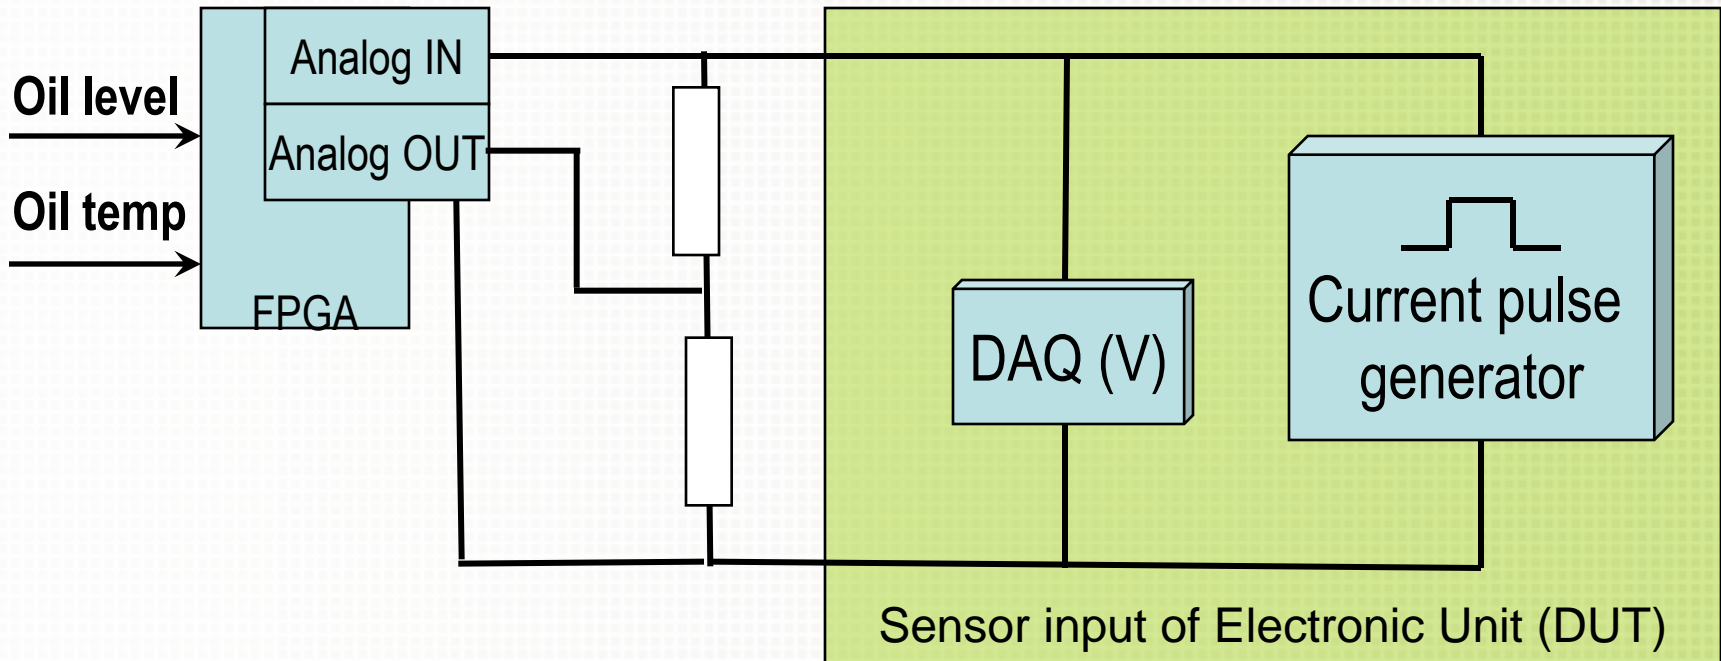 Oil level
Oil temp
Analog IN
Analog OUT
FPGA
DAQ (V)
Current pulse
generator
Sensor input of Electronic Unit (DUT)